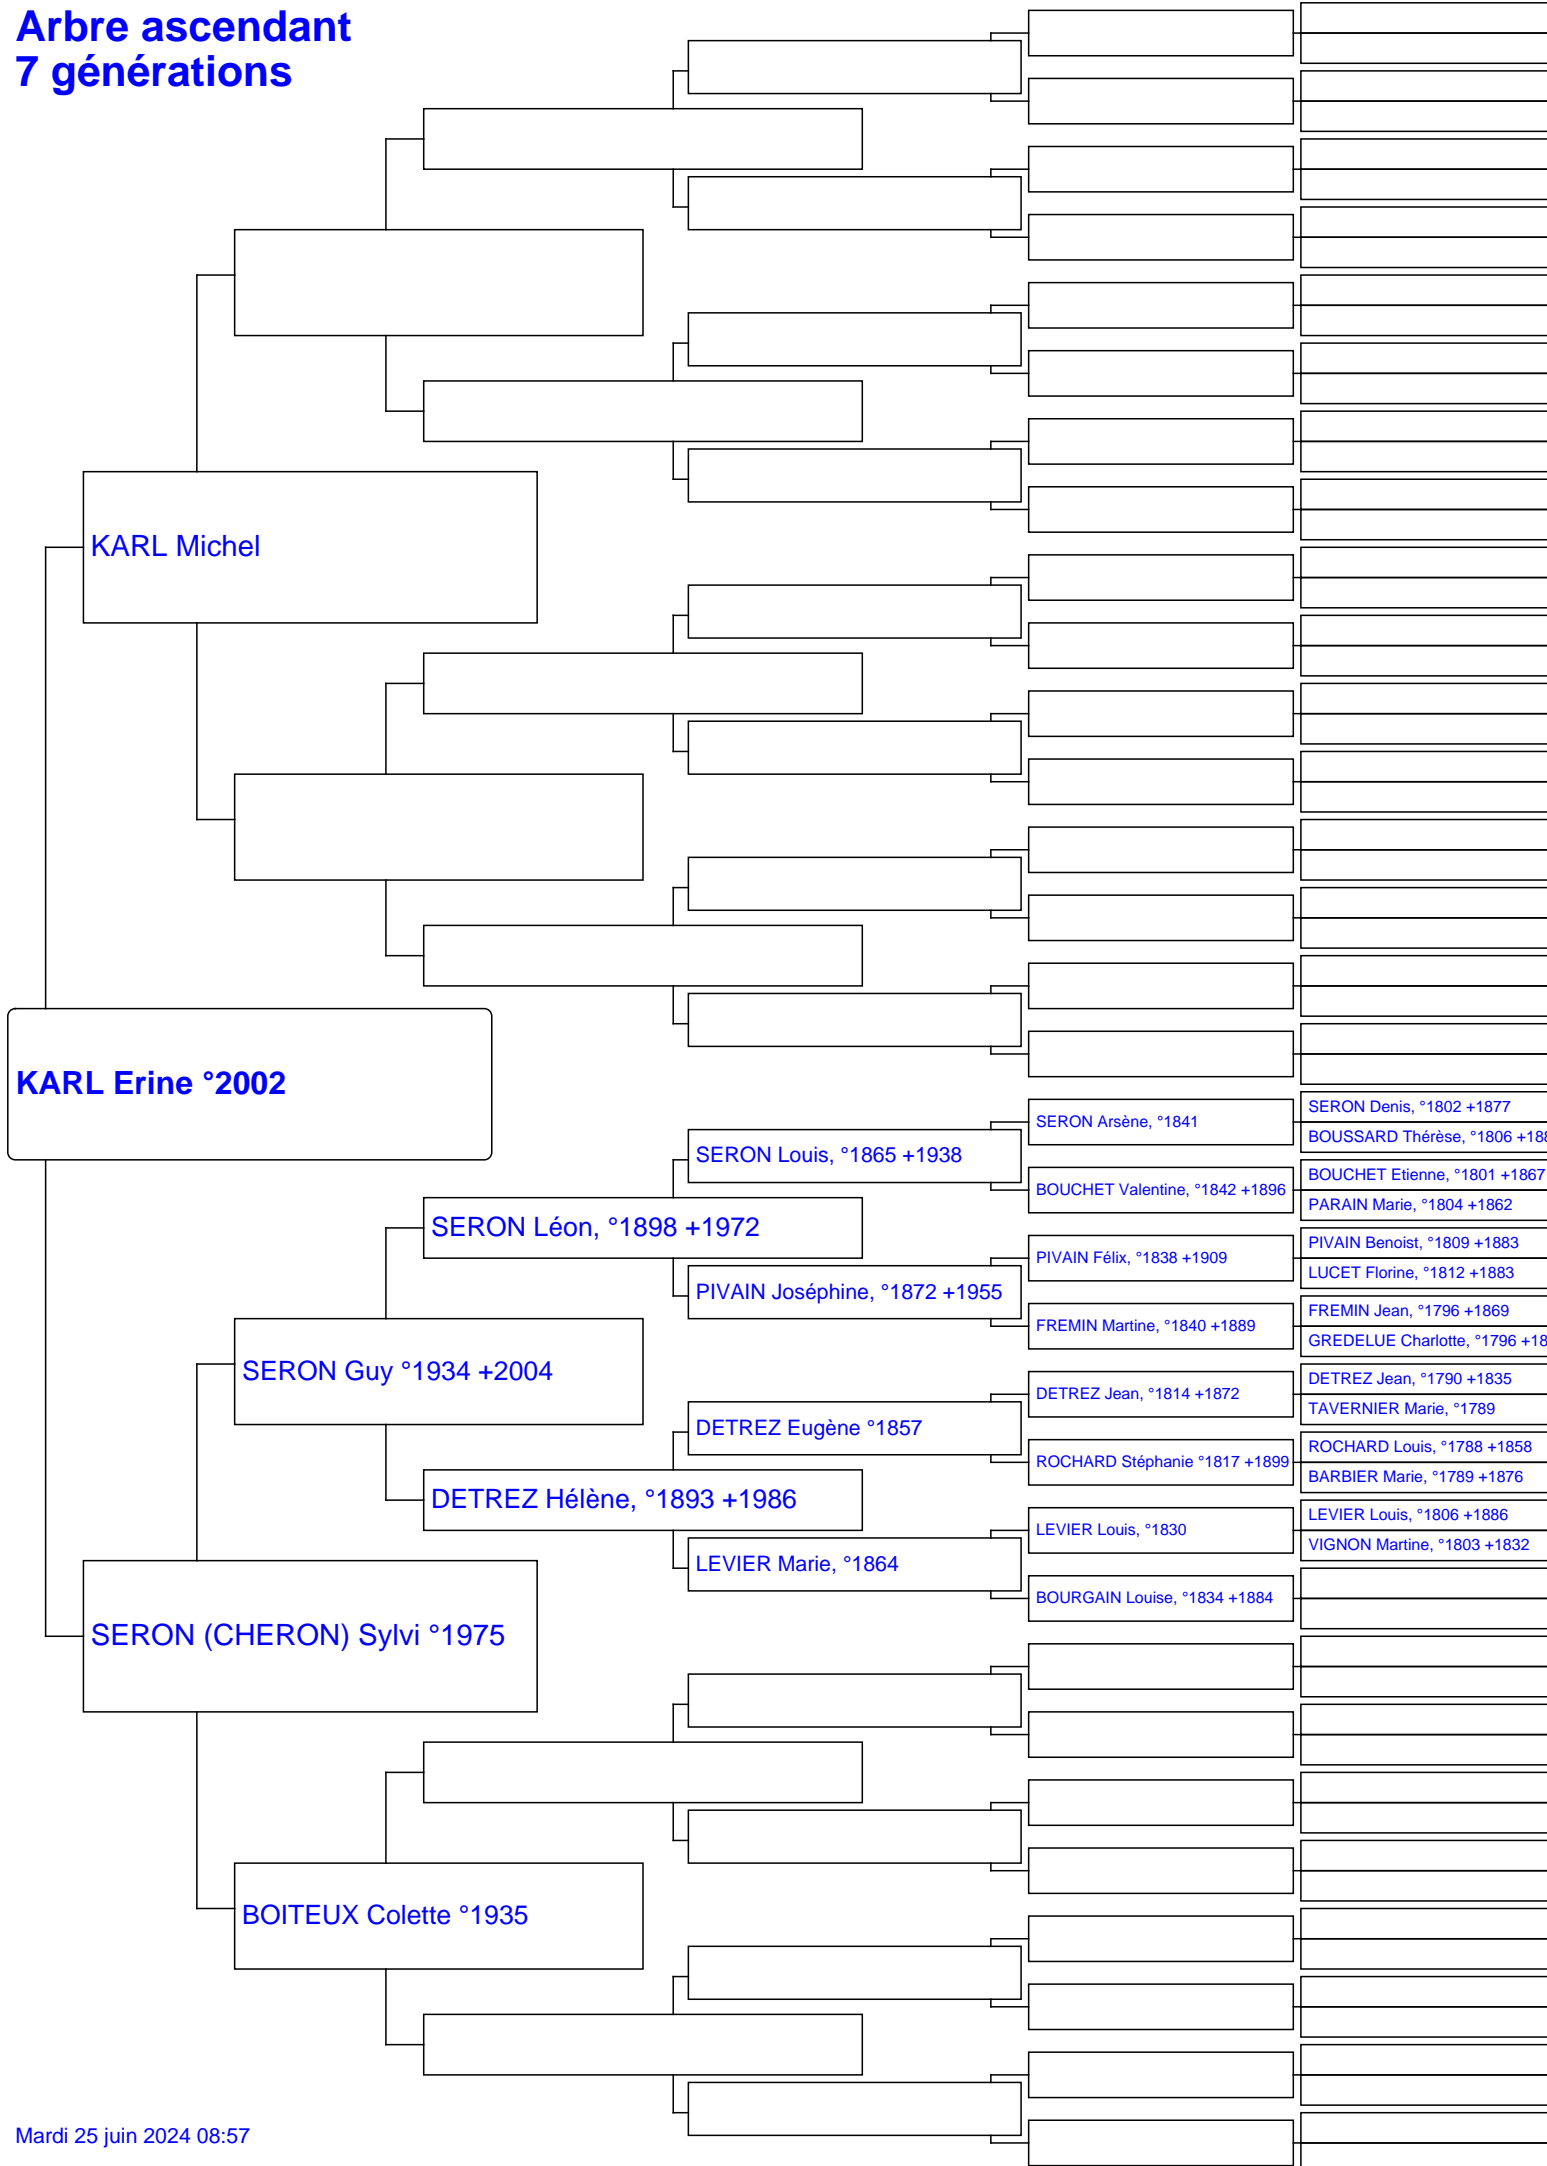 Arbre ascendant
7 générations
KARL Michel
KARL Erine °2002
SERON Arsène, °1841
SERON Denis, °1802 +1877
BOUSSARD Thérèse, °1806
SERON Louis, °1865 +1938
BOUCHET Valentine, °1842 +1896
BOUCHET Etienne, °1801 +1867
PARAIN Marie, °1804 +1862
SERON Léon, °1898 +1972
PIVAIN Félix, °1838 +1909
PIVAIN Benoist, °1809 +1883
LUCET Florine, °1812 +1883
PIVAIN Joséphine, °1872 +1955
FREMIN Martine, °1840 +1889
FREMIN Jean, °1796 +1869
GREDELUE Charlotte, °1796
SERON Guy °1934 +2004
DETREZ Jean, °1814 +1872
DETREZ Jean, °1790 +1835
TAVERNIER Marie, °1789
DETREZ Eugène °1857
ROCHARD Stéphanie °1817 +1899
ROCHARD Louis, °1788 +1858
BARBIER Marie, °1789 +1876
DETREZ Hélène, °1893 +1986
LEVIER Louis, °1830
LEVIER Louis, °1806 +1886
VIGNON Martine, °1803 +1832
LEVIER Marie, °1864
BOURGAIN Louise, °1834 +1884
SERON (CHERON) Sylvi °1975
BOITEUX Colette °1935
Mardi 25 juin 2024 08:57